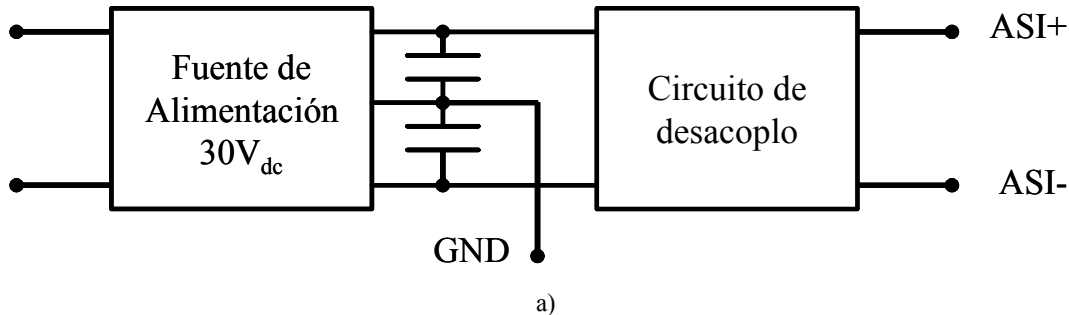 ASI+
Fuente de
Alimentación
30Vdc
Circuito de
desacoplo
ASI-
GND
a)